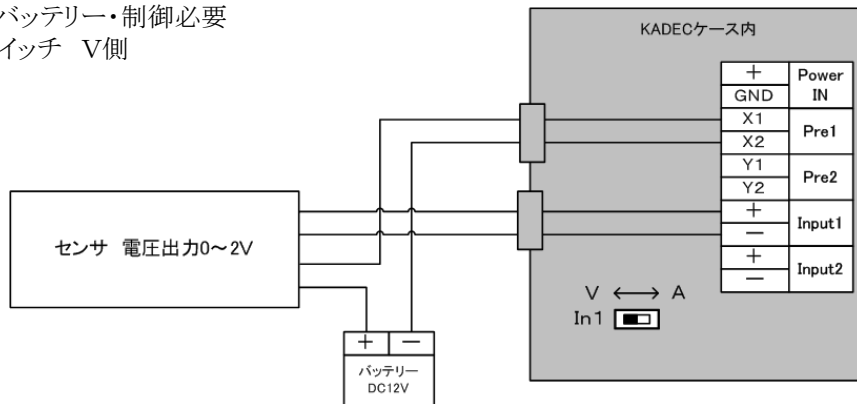 バッテリー・制御必要
イッチ　V側
KADECケース内
＋
Power
IN
GND
X1
Pre1
X2
Y1
Pre2
Y2
＋
Input1
－
＋
Input2
－
センサ　電圧出力0～2V
V ←→ A
In1
＋ －
バッテリー
DC12V